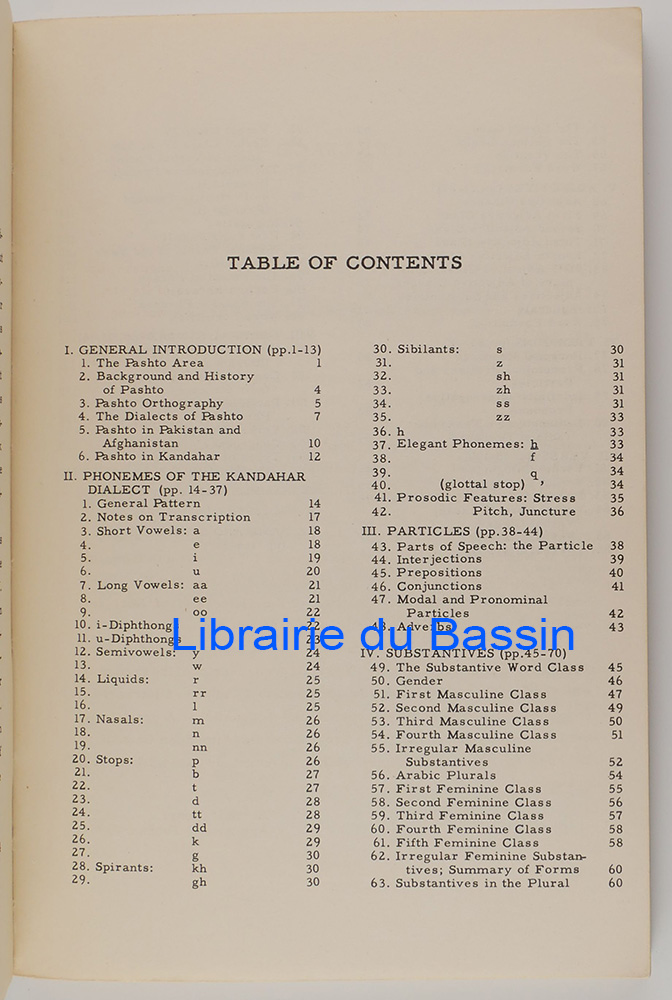 TABLE OF CONTENTS
I. GENERAL INTRODUCTION (pp.1-13)
1. The Pashto Area 1
2. Background and History
of Pashto 4
3. Pashto Orthography 5
4. The Dialects of Pashto 7
5. Pashto in Pakistan and
Afghanistan 10
6. Pashto in Kandahar 12
II. PHONEMES OF THE KANDAHAR
DIALECT (pp. 14-37)
1. General Pattern 14
2. Notes on Transcription 17
3. Short Vowels: a 18
4. e 18
5. i 19
6. u 20
7. Long Vowels: aa 21
8. ee 21
9. oo 22
10. i-Diphthong 22
11. u-Diphthongs 23
12. Semivowels: y 24
13. w 24
14. Liquids: r 25
15. rr 25
16. l 25
17. Nasals: m 26
18. n 26
19. nn 26
20. Stops: p 26
21. b 27
22. t 27
23. d 28
24. tt 28
25. dd 29
26. k 29
27. g 30
28. Spirants: kh 30
29. gh 30
30. Sibilants: s 30
31. z 31
32. sh 31
33. zh 31
34. ss 31
35. zz 33
36. h 33
37. Elegant Phonemes: h 33
38. f 34
39. q 34
40. (glottal stop) ’ 34
41. Prosodic Features: Stress 35
42. Pitch, Juncture 36
III. PARTICLES (pp.38-44)
43. Parts of Speech: the Particle 38
44. Interjections 39
45. Prepositions 40
46. Conjunctions 41
47. Modal and Pronominal
Particles 42
48. Adverbs 43
IV. SUBSTANTIVES (pp.45-70)
49. The Substantive Word Class 45
50. Gender 46
51. First Masculine Class 47
52. Second Masculine Class 49
53. Third Masculine Class 50
54. Fourth Masculine Class 51
55. Irregular Masculine
Substantives 52
56. Arabic Plurals 54
57. First Feminine Class 55
58. Second Feminine Class 56
59. Third Feminine Class 57
60. Fourth Feminine Class 58
61. Fifth Feminine Class 58
62. Irregular Feminine Substan-
tives; Summary of Forms 60
63. Substantives in the Plural 60
Librairie du Bassin